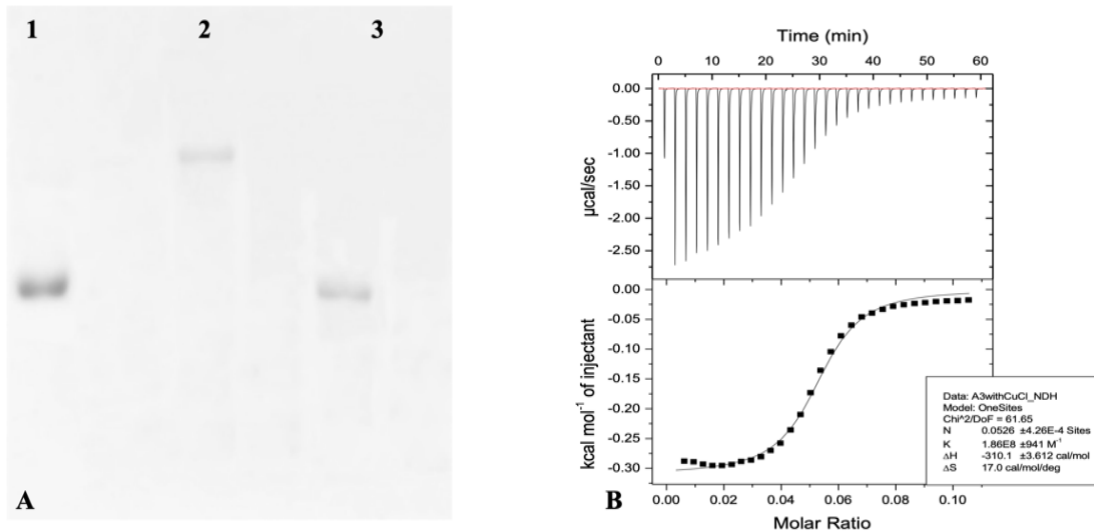 1 2 3
A
Time (min)
0 10 20 30 40 50 60
0.00
-0.50
-1.00
-1.50
-2.00
-2.50
µcal/sec
0.00
-0.05
-0.10
-0.15
-0.20
-0.25
-0.30
kcal mol⁻¹ of injectant
Data: A3withCuCl_NDH
Model: OneSites
Chi^2/DoF = 61.65
N 0.0526 ±4.26E-4 Sites
K 1.86E8 ±941 M⁻¹
ΔH -310.1 ±3.612 cal/mol
ΔS 17.0 cal/mol/deg
B
0.00 0.02 0.04 0.06 0.08 0.10
Molar Ratio